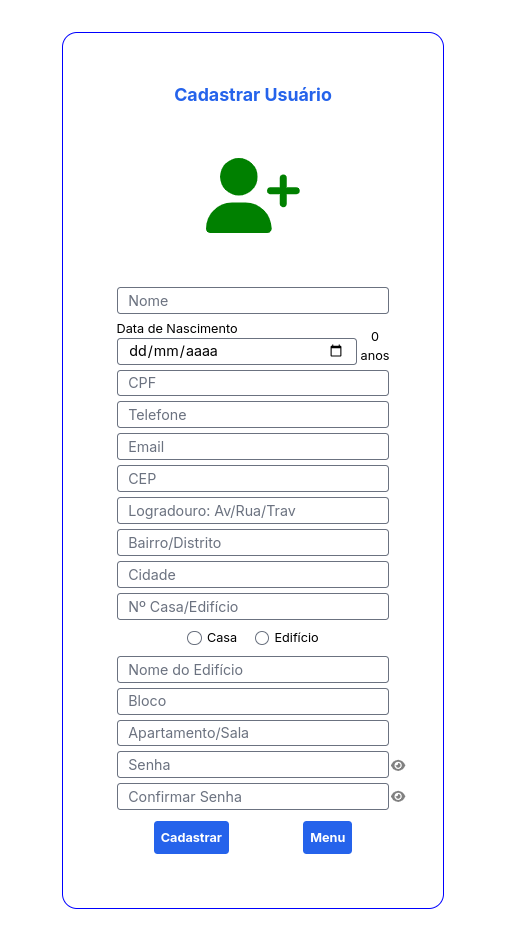 Cadastrar Usuário
Nome
Data de Nascimento
dd/mm/aaaa
0
anos
CPF
Telefone
Email
CEP
Logradouro: Av/Rua/Trav
Bairro/Distrito
Cidade
Nº Casa/Edifício
Casa Edifício
Nome do Edifício
Bloco
Apartamento/Sala
Senha
Confirmar Senha
Cadastrar Menu